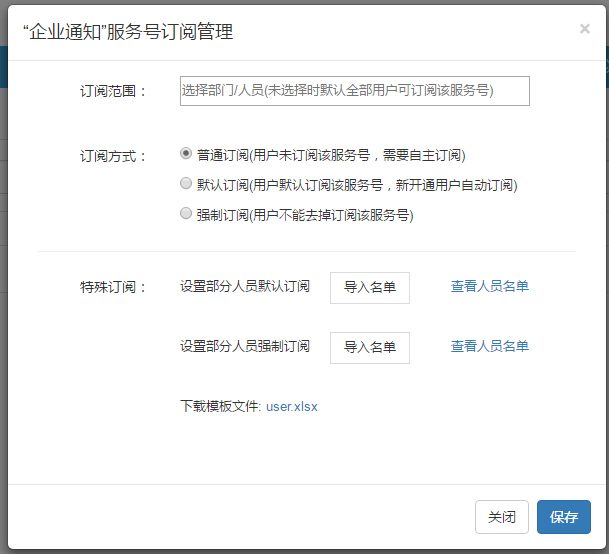 “企业通知”服务号订阅管理 ×
订阅范围： 选择部门/人员(未选择时默认全部用户可订阅该服务号)
订阅方式： 普通订阅(用户未订阅该服务号，需要自主订阅)
默认订阅(用户默认订阅该服务号，新开通用户自动订阅)
强制订阅(用户不能去掉订阅该服务号)
特殊订阅： 设置部分人员默认订阅 导入名单 查看人员名单
设置部分人员强制订阅 导入名单 查看人员名单
下载模板文件: user.xlsx
关闭 保存